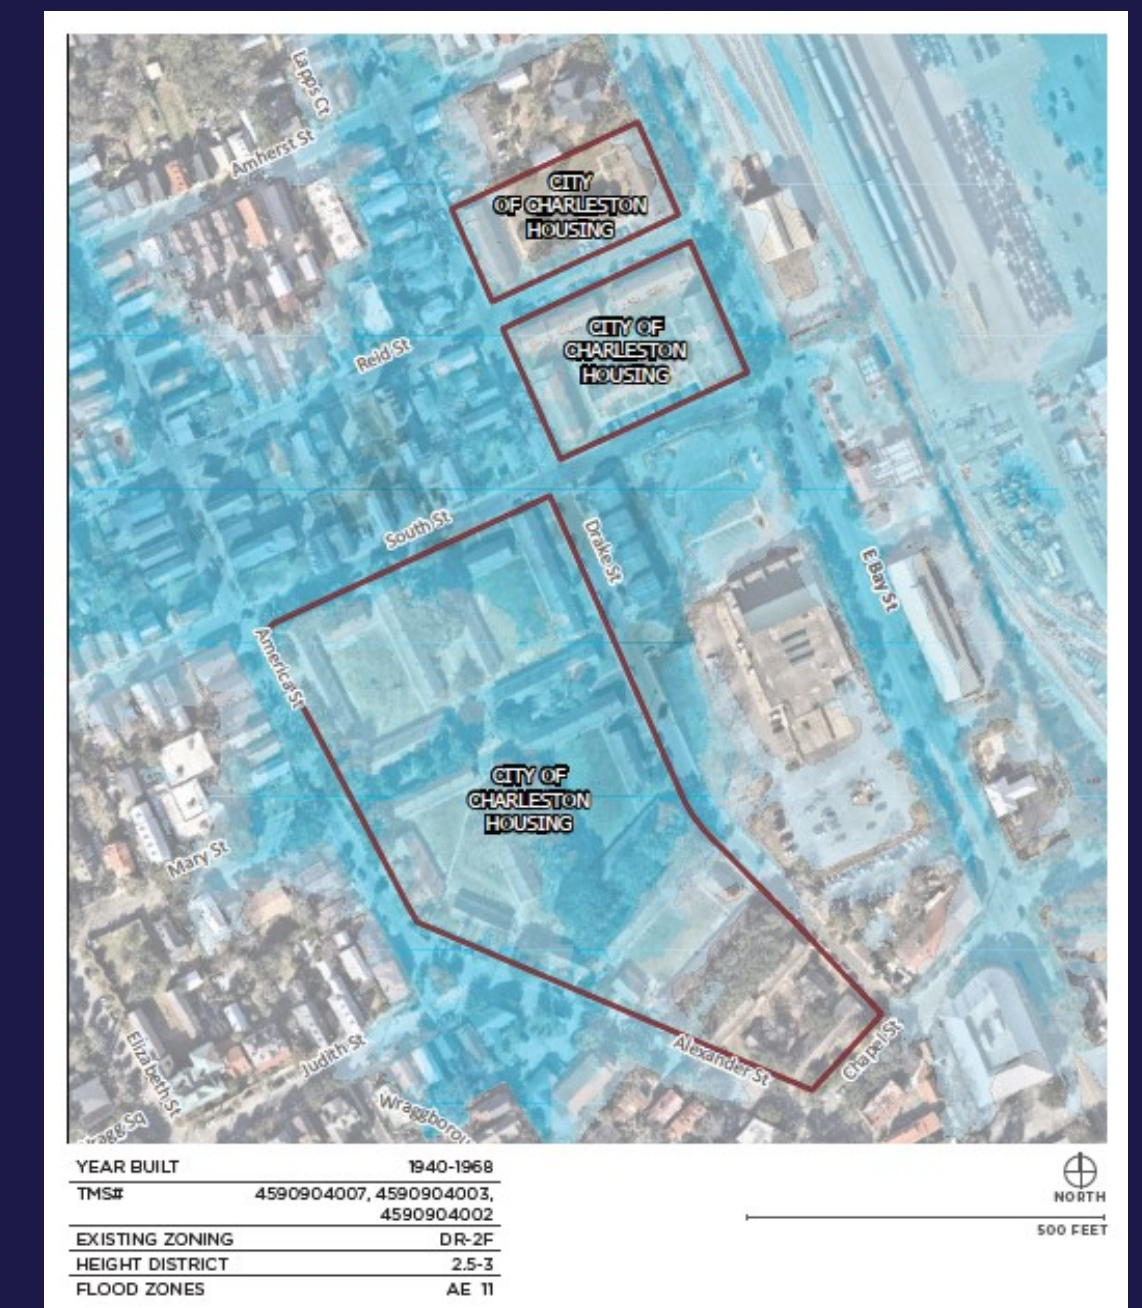 Lapps Ct
Amherst St
CITY
OF CHARLESTON
HOUSING
CITY OF
CHARLESTON
HOUSING
Reid St
South St
Drake St
E Bay St
America St
CITY OF
CHARLESTON
HOUSING
Mary St
Elizabeth St
Judith St
Alexander St
Chapel St
YEAR BUILT 1940-1968
TMS# 4590904007, 4590904003,
4590904002
EXISTING ZONING DR-2F
HEIGHT DISTRICT 2.5-3
FLOOD ZONES AE 11
NORTH
500 FEET